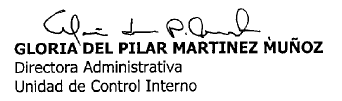 GLORIA DEL PILAR MARTINEZ MUÑOZ
Directora Administrativa
Unidad de Control Interno